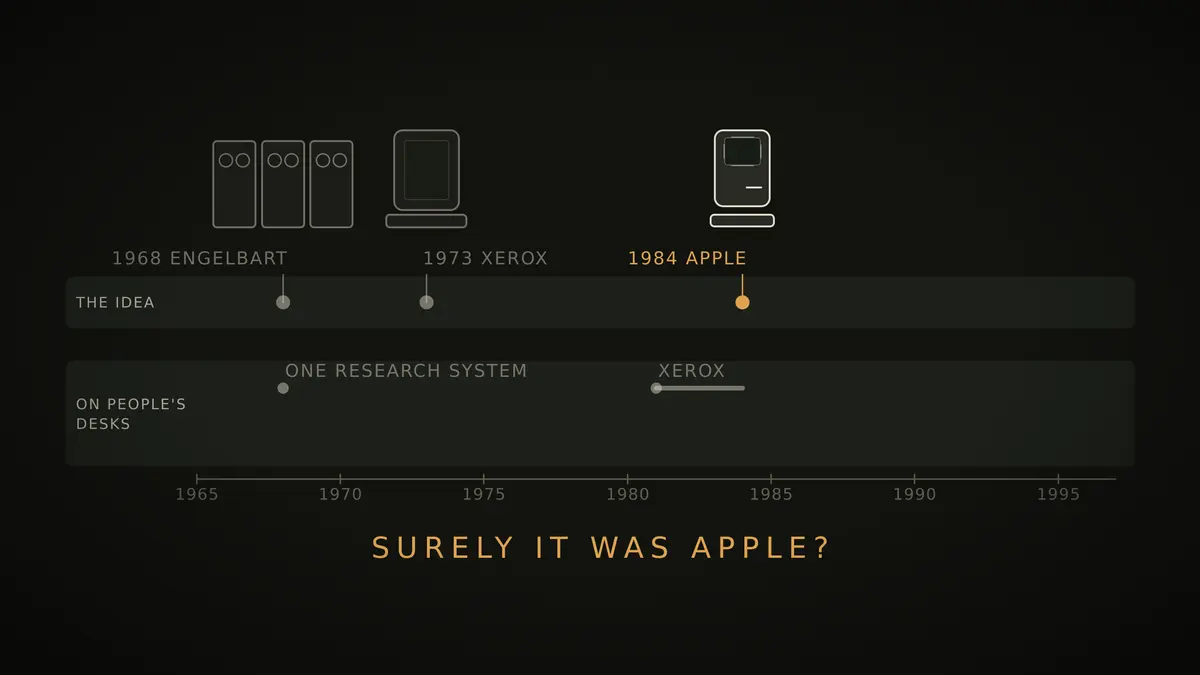 1968 ENGELBART
1973 XEROX
1984 APPLE
THE IDEA
ONE RESEARCH SYSTEM
XEROX
ON PEOPLE'S
DESKS
1965
1970
1975
1980
1985
1990
1995
SURELY IT WAS APPLE?